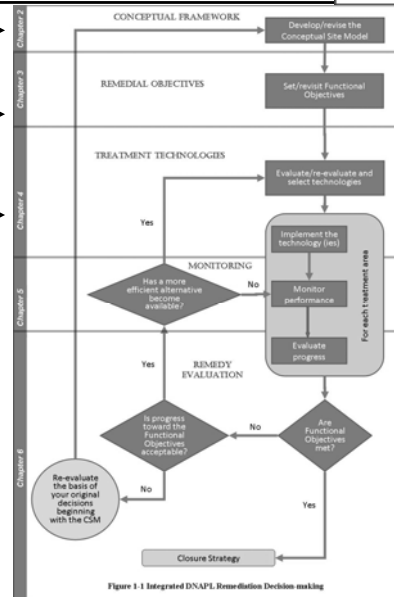 Chapter 2
CONCEPTUAL FRAMEWORK
Develop/revise the
Conceptual Site Model
Chapter 3
REMEDIAL OBJECTIVES
Set/revisit Functional
Objectives
Chapter 4
TREATMENT TECHNOLOGIES
Evaluate/re-evaluate and
select technologies
Yes
Implement the
technology (ies)
For each treatment area
Chapter 5
MONITORING
Has a more
efficient alternative
become
available?
No
Monitor
performance
Evaluate
progress
Chapter 6
Yes
REMEDY
EVALUATION
Is progress
toward the
Functional
Objectives
acceptable?
No
Are
Functional
Objectives
met?
No
Yes
Re-evaluate
the basis of
your original
decisions
beginning
with the CSM
Closure Strategy
Figure 1-1 Integrated DNAPL Remediation Decision-making